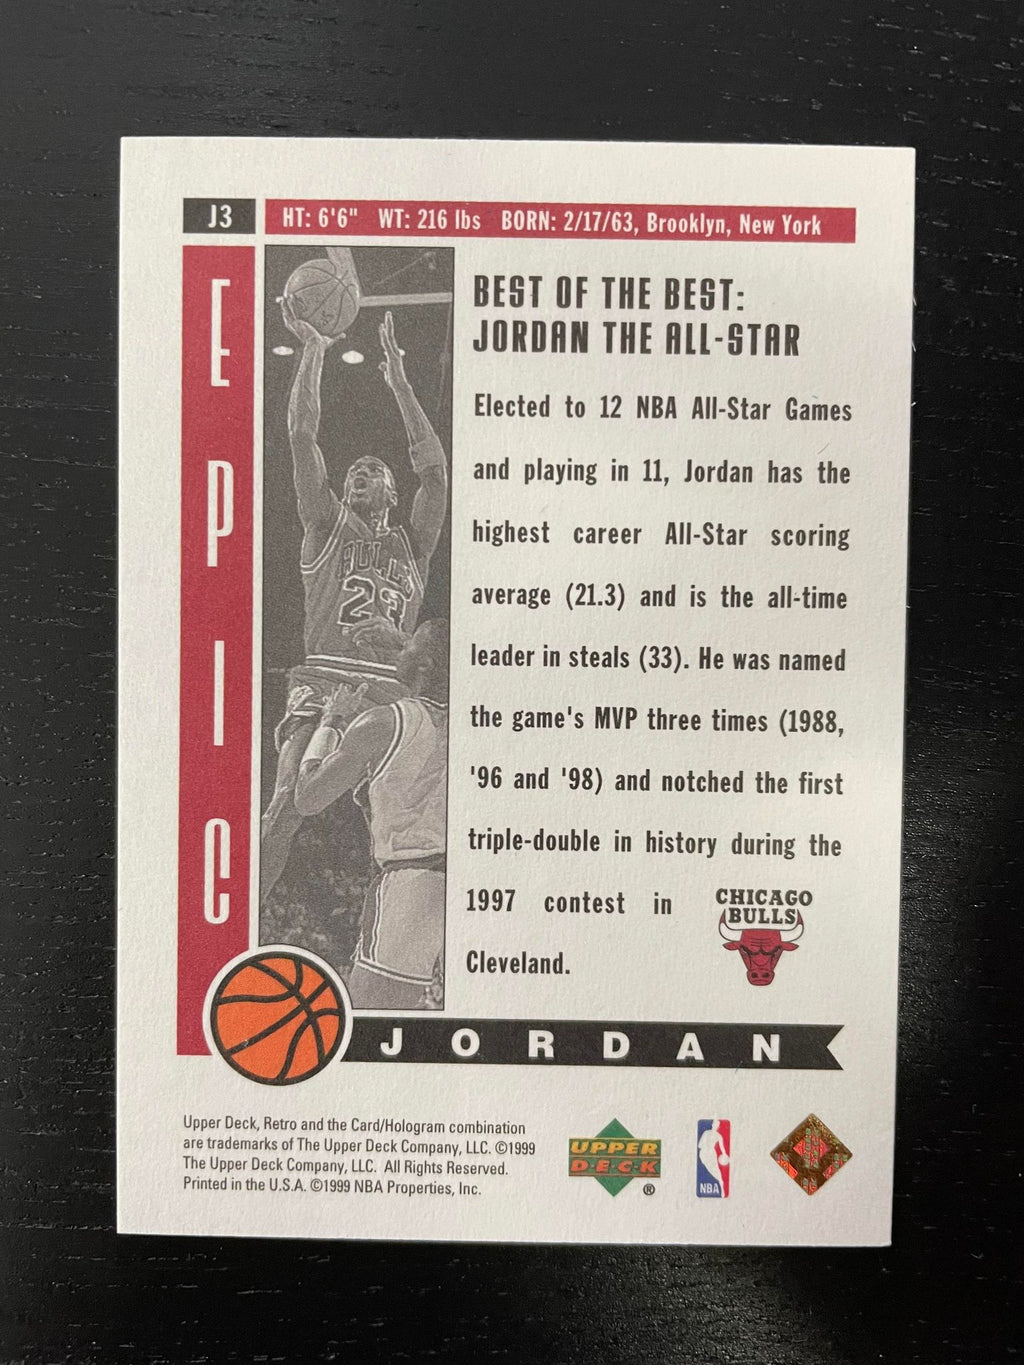 J3
HT: 6'6" WT: 216 lbs BORN: 2/17/63, Brooklyn, New York
EPIC
BULLS
23
BEST OF THE BEST:
JORDAN THE ALL-STAR
Elected to 12 NBA All-Star Games
and playing in 11, Jordan has the
highest career All-Star scoring
average (21.3) and is the all-time
leader in steals (33). He was named
the game's MVP three times (1988,
'96 and '98) and notched the first
triple-double in history during the
1997 contest in
Cleveland.
CHICAGO
BULLS
JORDAN
Upper Deck, Retro and the Card/Hologram combination
are trademarks of The Upper Deck Company, LLC. ©1999
The Upper Deck Company, LLC. All Rights Reserved.
Printed in the U.S.A. ©1999 NBA Properties, Inc.
UPPER
DECK
®
NBA